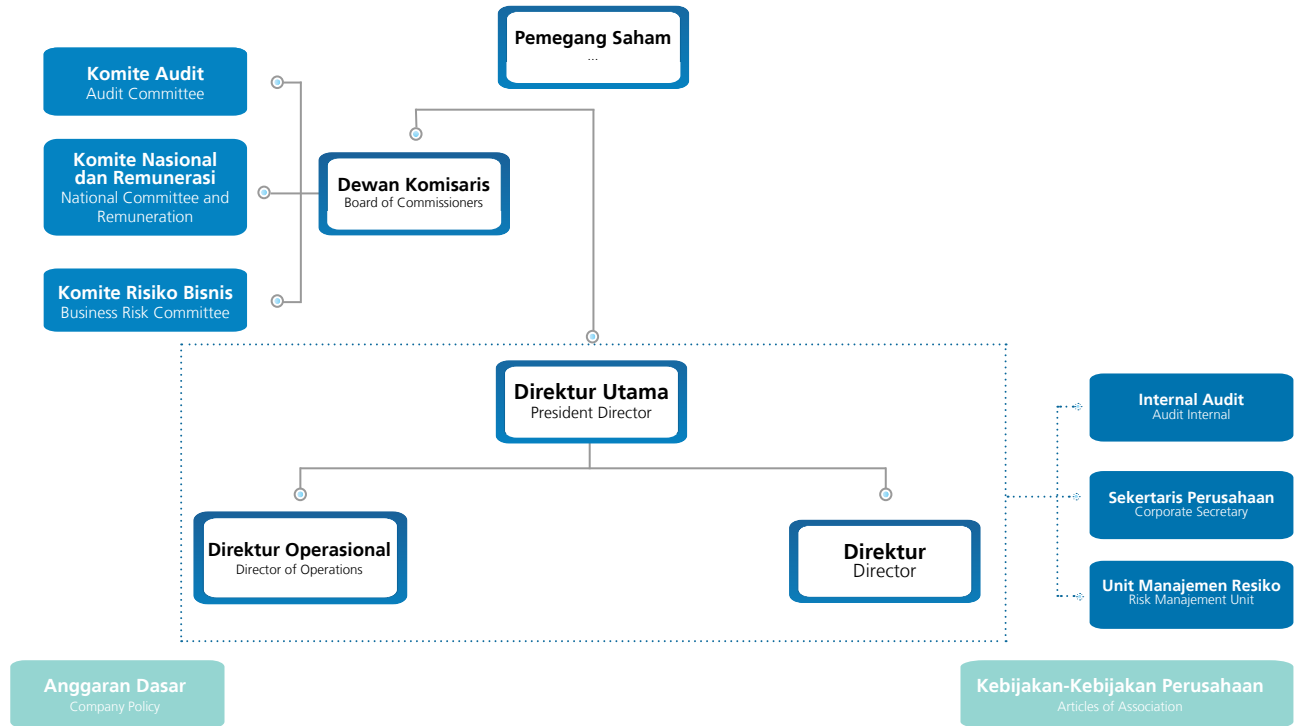 Pemegang Saham
...
Komite Audit
Audit Committee
Komite Nasional
dan Remunerasi
National Committee and
Remuneration
Dewan Komisaris
Board of Commissioners
Komite Risiko Bisnis
Business Risk Committee
Direktur Utama
President Director
Internal Audit
Audit Internal
Sekertaris Perusahaan
Corporate Secretary
Direktur Operasional
Director of Operations
Direktur
Director
Unit Manajemen Resiko
Risk Manajement Unit
Anggaran Dasar
Company Policy
Kebijakan-Kebijakan Perusahaan
Articles of Association